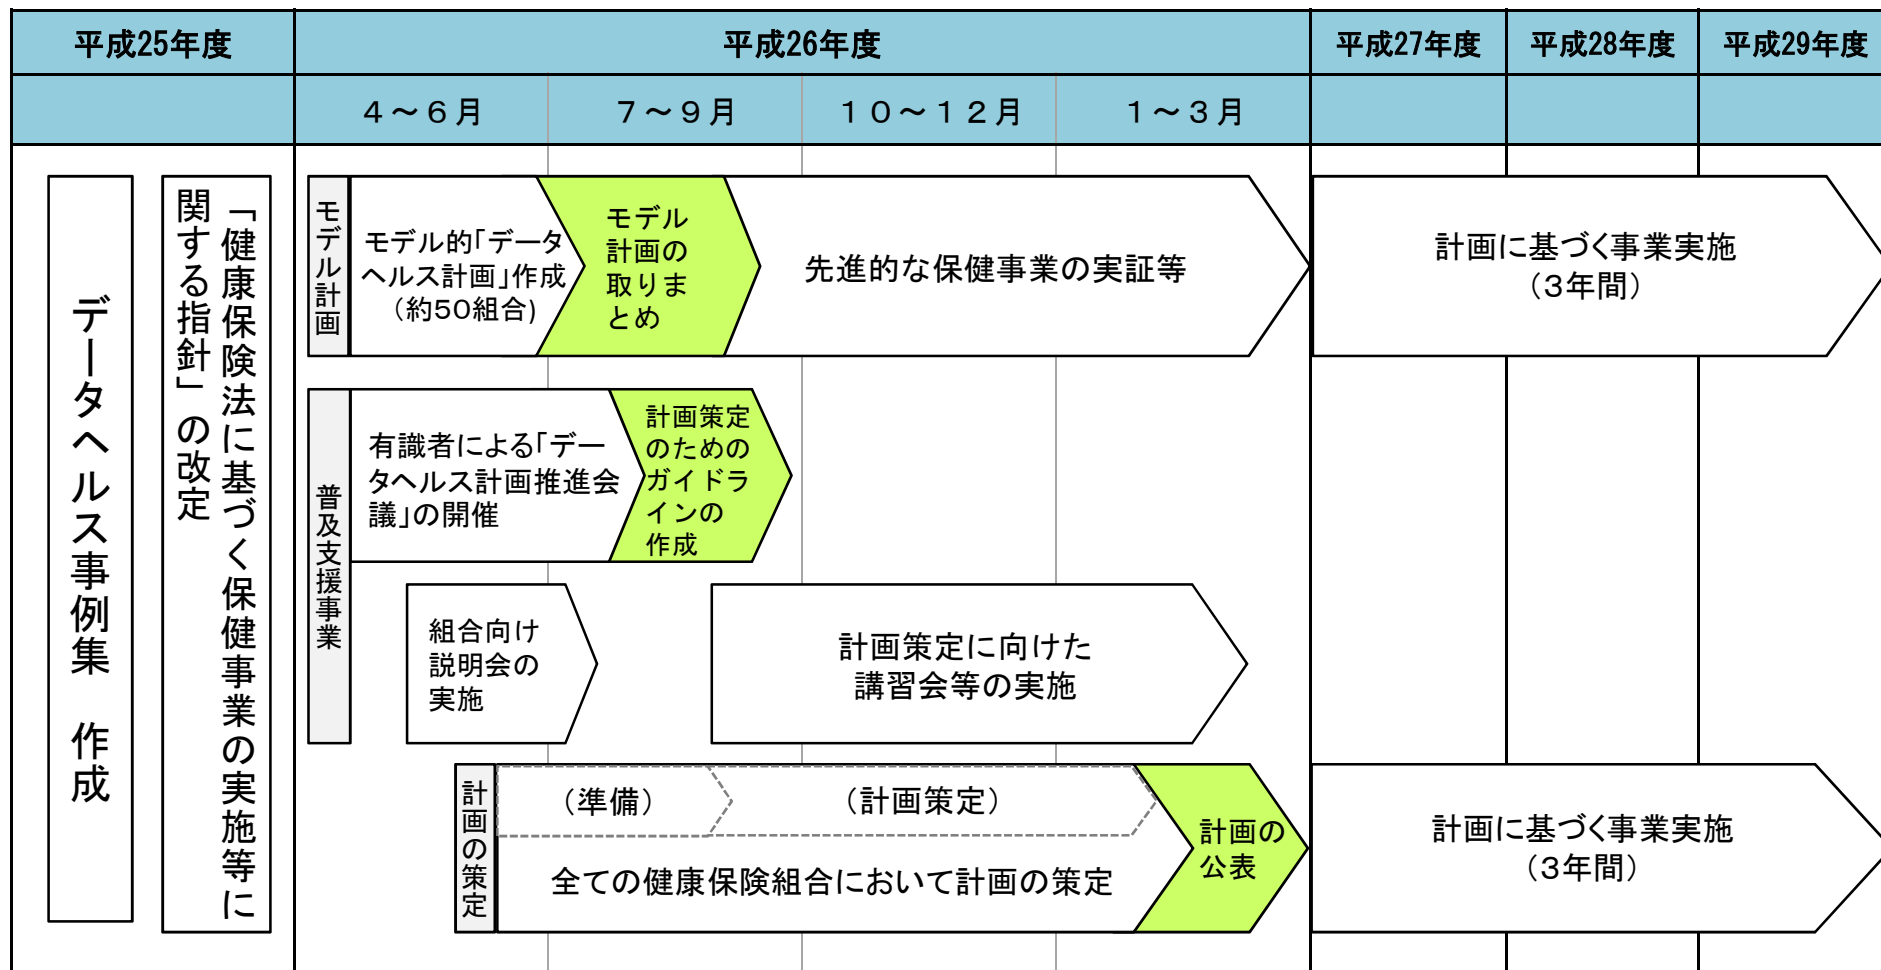 平成25年度
平成26年度
平成27年度
平成28年度
平成29年度
4～6月
7～9月
10～12月
1～3月
データヘルス事例集　作成
「健康保険法に基づく保健事業の実施等に
関する指針」の改定
モデル計画
モデル的「データ
ヘルス計画」作成
（約50組合）
モデル
計画の
取りま
とめ
先進的な保健事業の実証等
計画に基づく事業実施
（3年間）
普及支援事業
有識者による「デー
タヘルス計画推進会
議」の開催
計画策定
のための
ガイドラ
インの
作成
組合向け
説明会の
実施
計画策定に向けた
講習会等の実施
計画の策定
（準備）
（計画策定）
全ての健康保険組合において計画の策定
計画の
公表
計画に基づく事業実施
（3年間）